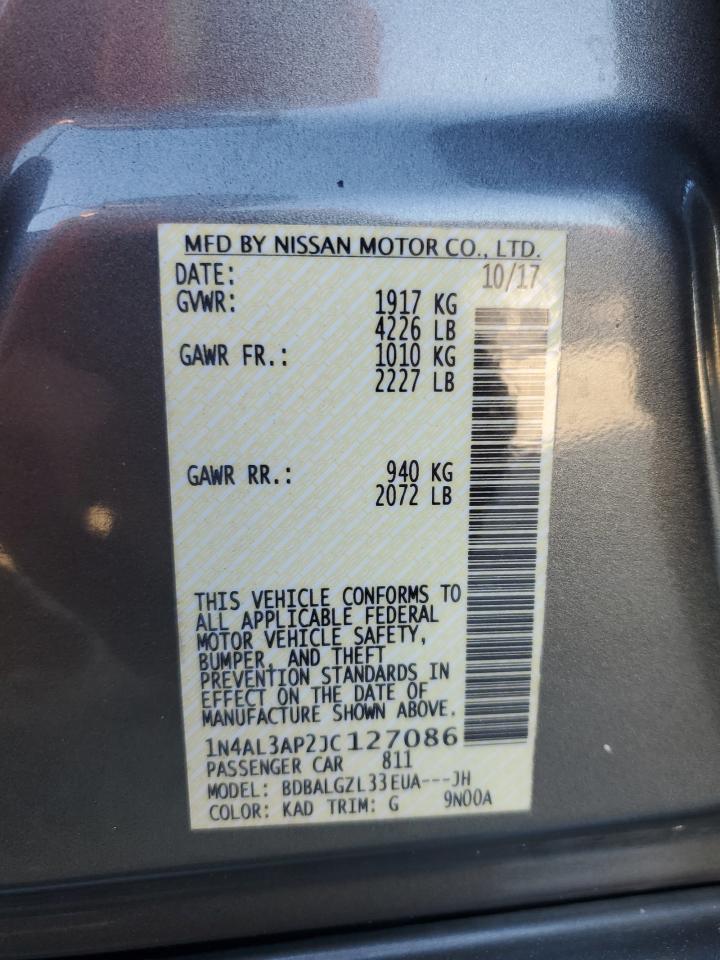 MFD BY NISSAN MOTOR CO., LTD.
DATE: 10/17
GVWR: 1917 KG
4226 LB
GAWR FR.: 1010 KG
2227 LB
GAWR RR.: 940 KG
2072 LB
THIS VEHICLE CONFORMS TO
ALL APPLICABLE FEDERAL
MOTOR VEHICLE SAFETY,
BUMPER, AND THEFT
PREVENTION STANDARDS IN
EFFECT ON THE DATE OF
MANUFACTURE SHOWN ABOVE.
1N4AL3AP2JC127086
PASSENGER CAR 811
MODEL: BDBALGZL33EUA---JH
COLOR: KAD TRIM: G 9N00A